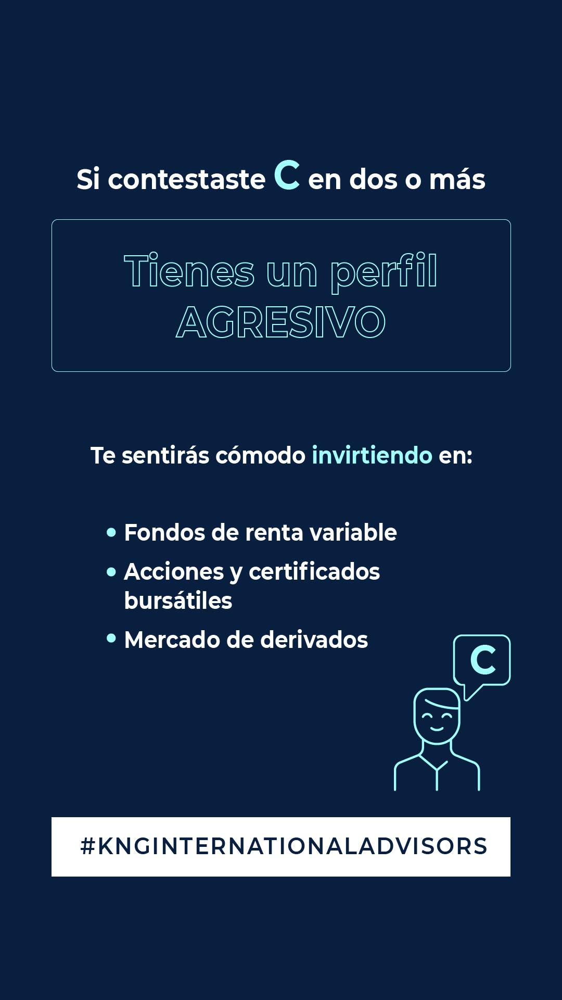 Si contestaste C en dos o más
Tienes un perfil
AGRESIVO
Te sentirás cómodo invirtiendo en:
• Fondos de renta variable
• Acciones y certificados
bursátiles
• Mercado de derivados
C
#KNGINTERNATIONALADVISORS